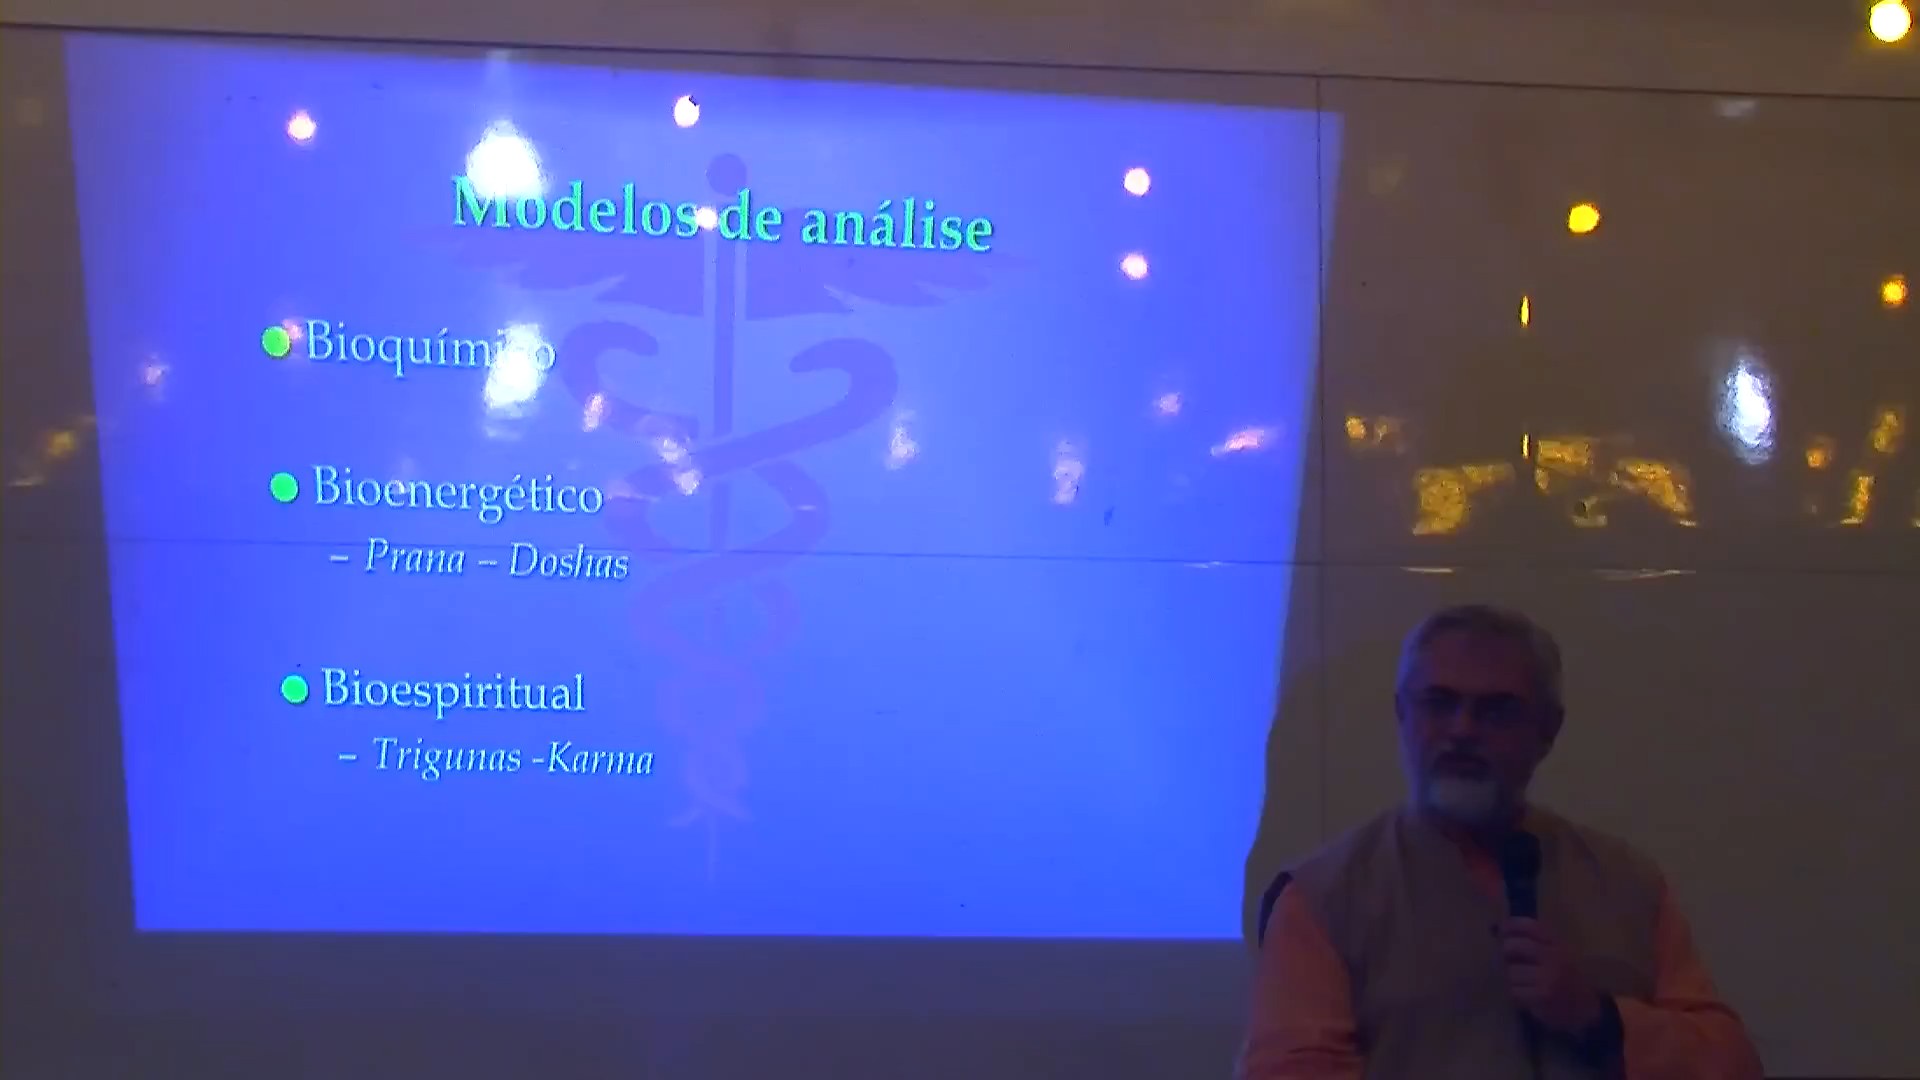 Modelos de análise
Bioquímico
Bioenergético
– Prana – Doshas
Bioespiritual
– Trigunas -Karma